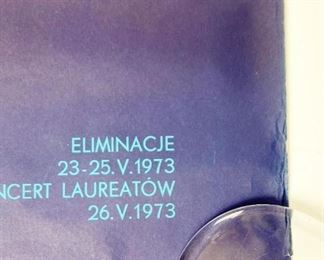 ELIMINACJE
23-25.V.1973
NCERT LAUREATÓW
26.V.1973